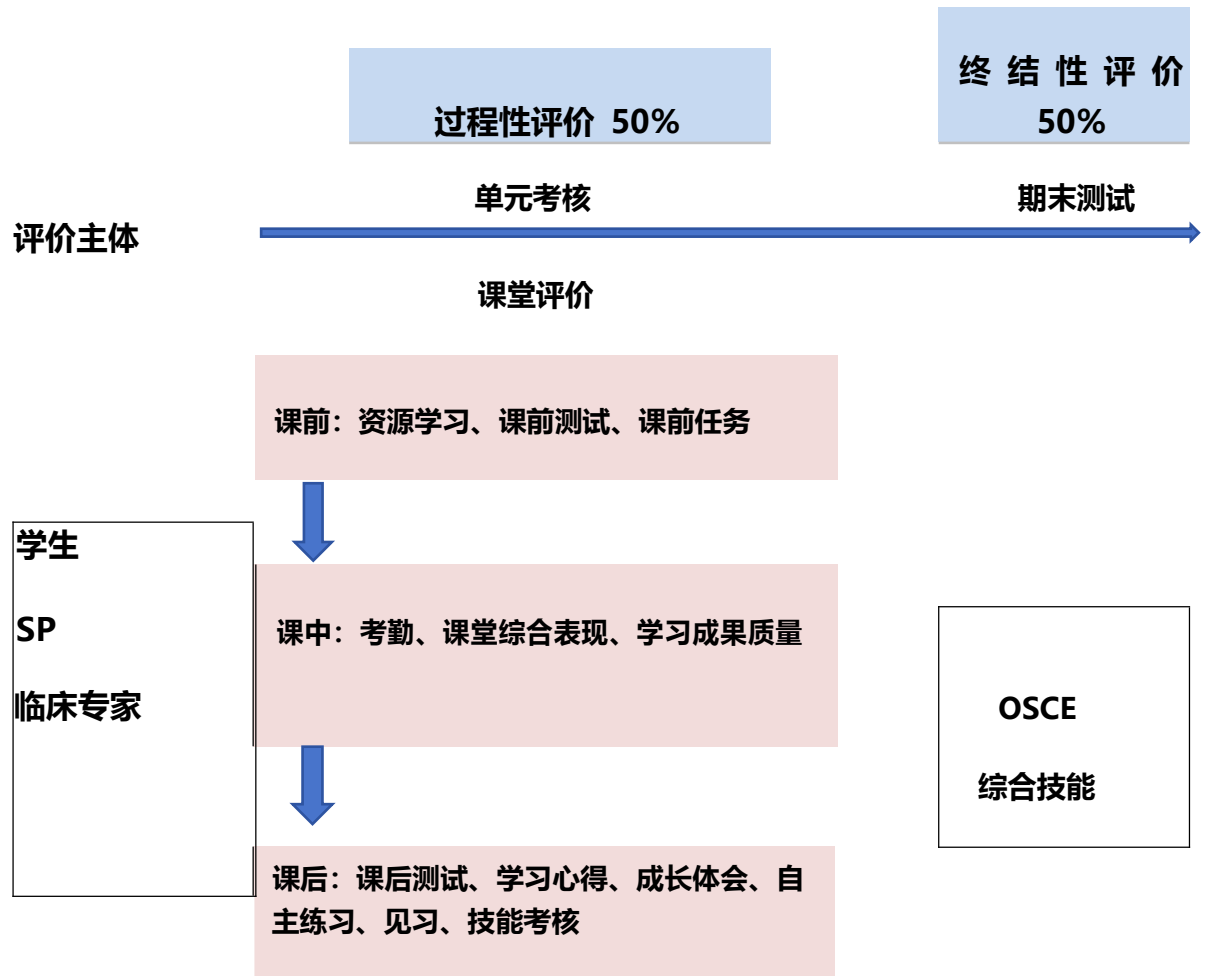 终结性评价
50%
过程性评价 50%
单元考核
期末测试
评价主体
课堂评价
课前：资源学习、课前测试、课前任务
学生
SP
临床专家
课中：考勤、课堂综合表现、学习成果质量
OSCE
综合技能
课后：课后测试、学习心得、成长体会、自
主练习、见习、技能考核